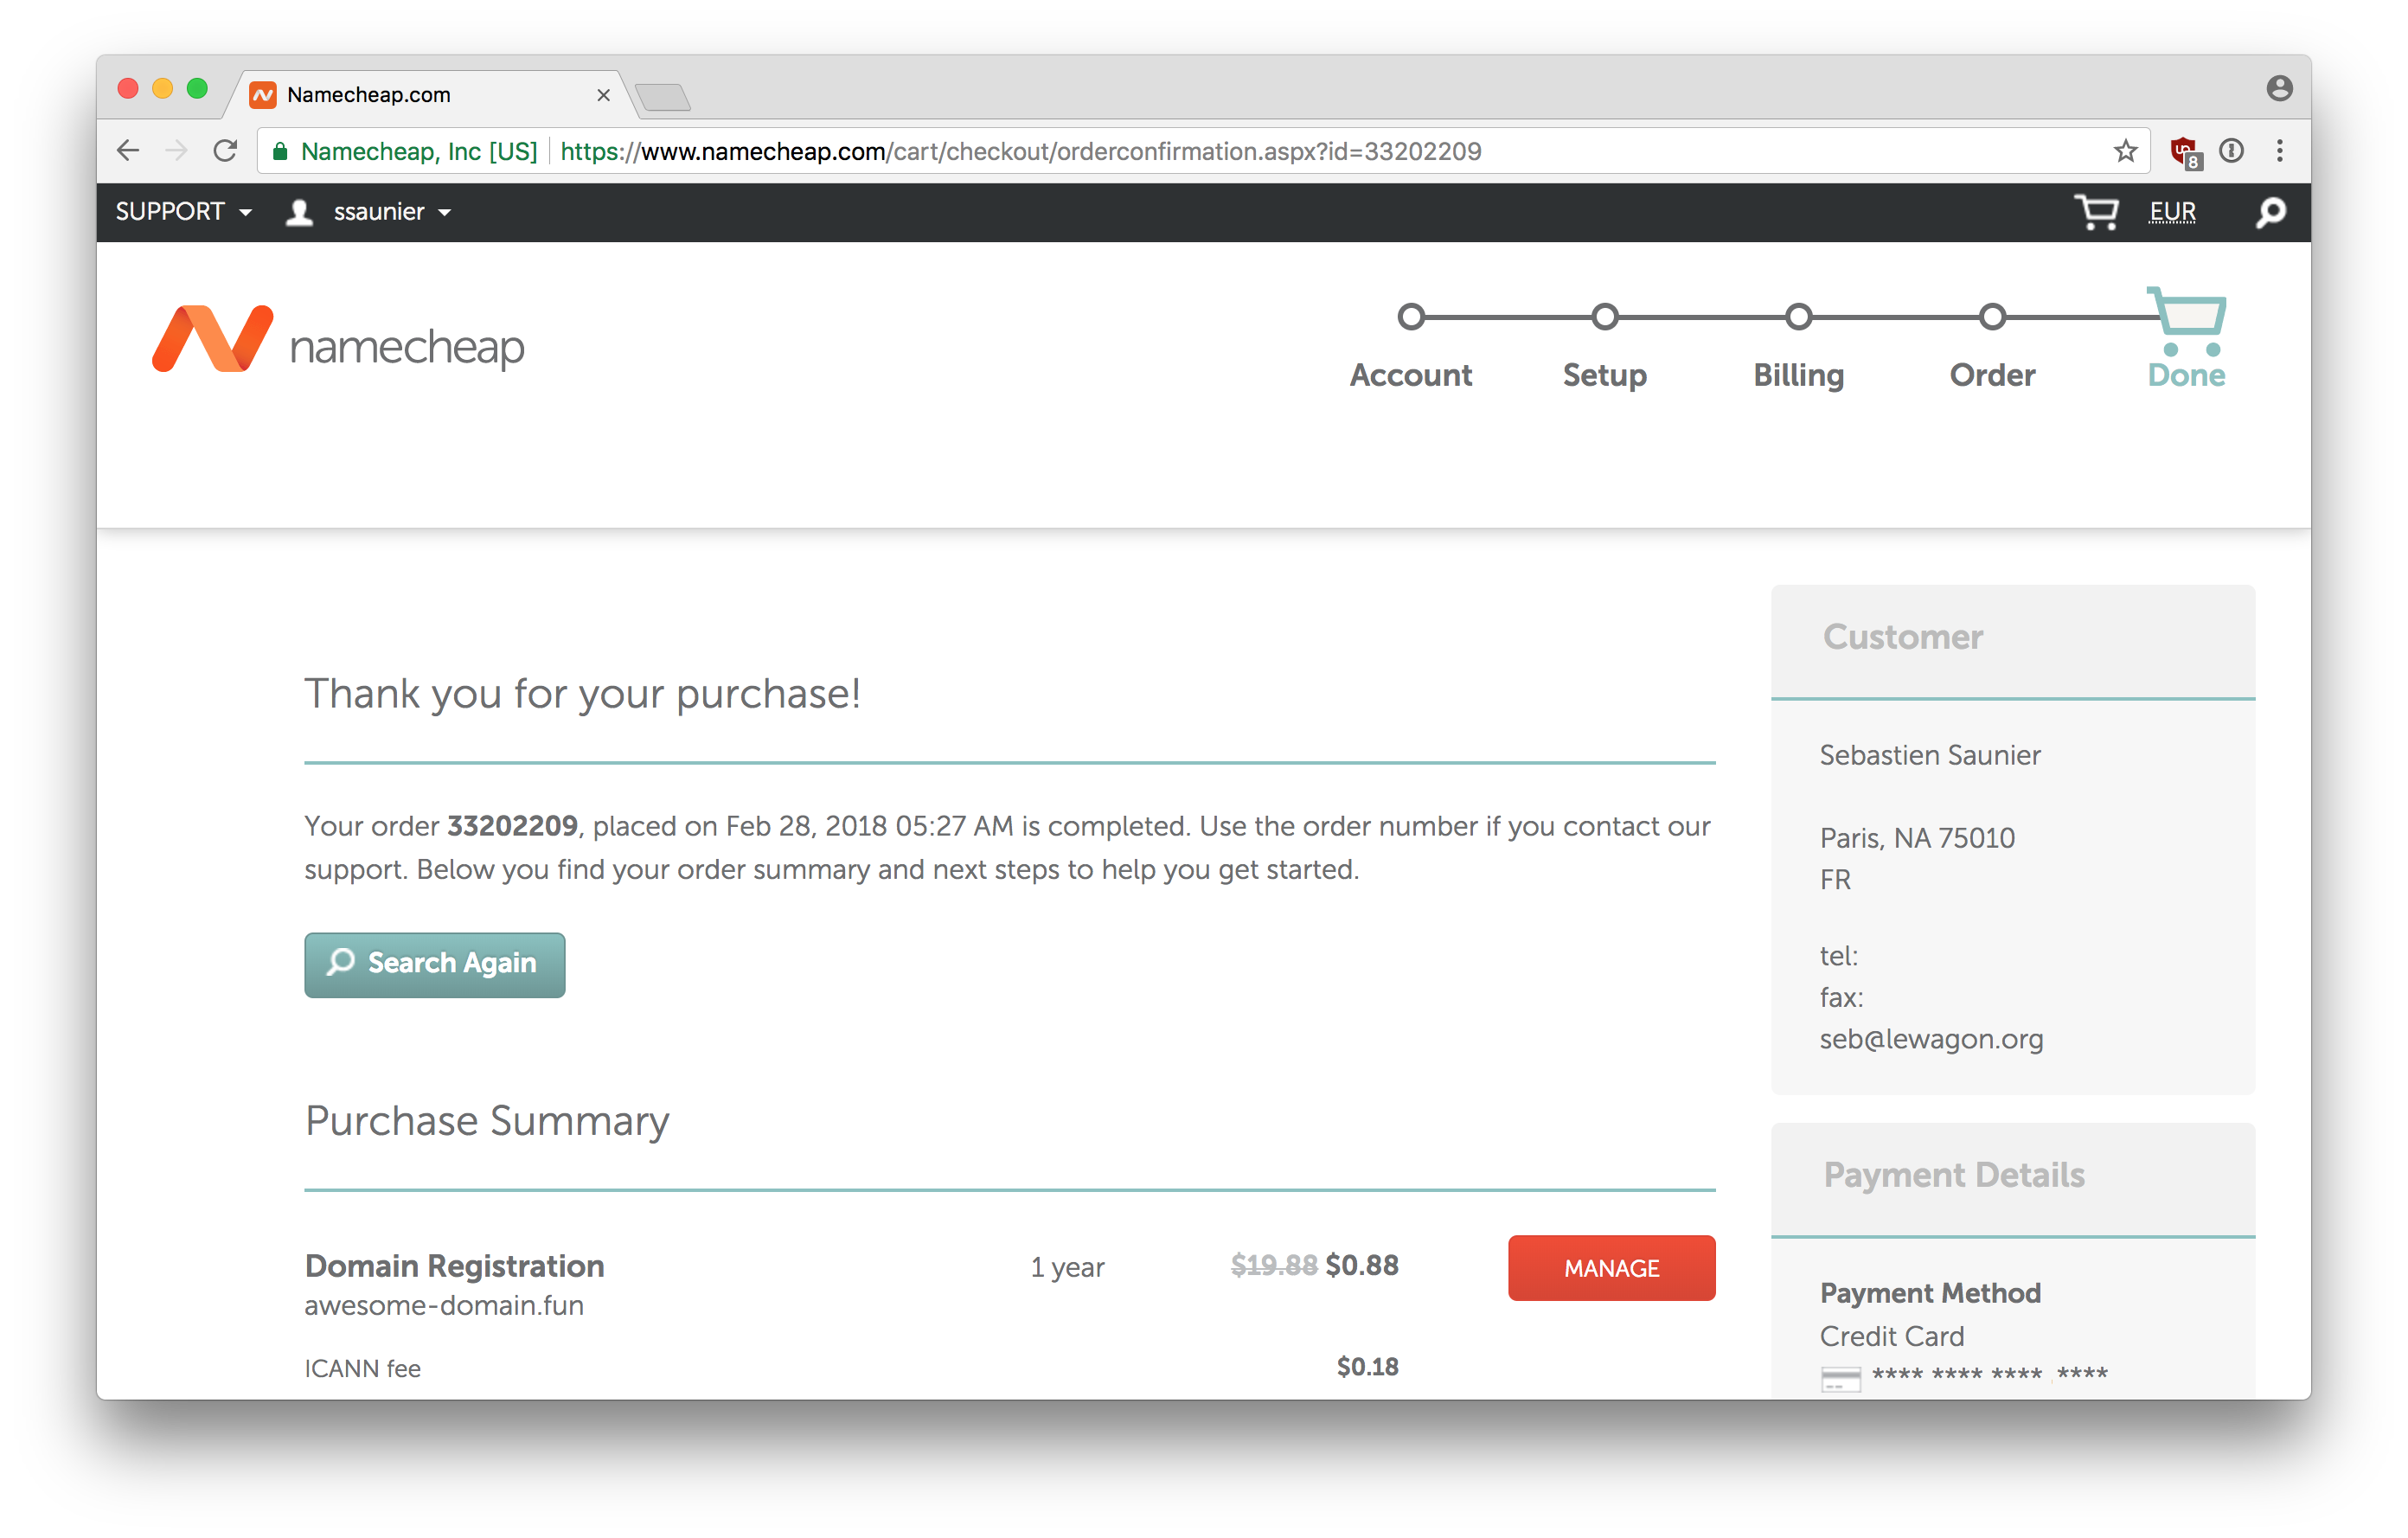 Namecheap.com
Namecheap, Inc [US] https://www.namecheap.com/cart/checkout/orderconfirmation.aspx?id=33202209
8
SUPPORT ssaunier EUR
namecheap
Account Setup Billing Order Done
Thank you for your purchase!
Your order 33202209, placed on Feb 28, 2018 05:27 AM is completed. Use the order number if you contact our
support. Below you find your order summary and next steps to help you get started.
Search Again
Purchase Summary
Domain Registration 1 year $19.88 $0.88 MANAGE
awesome-domain.fun
ICANN fee $0.18
Customer
Sebastien Saunier
Paris, NA 75010
FR
tel:
fax:
seb@lewagon.org
Payment Details
Payment Method
Credit Card
**** **** **** ****